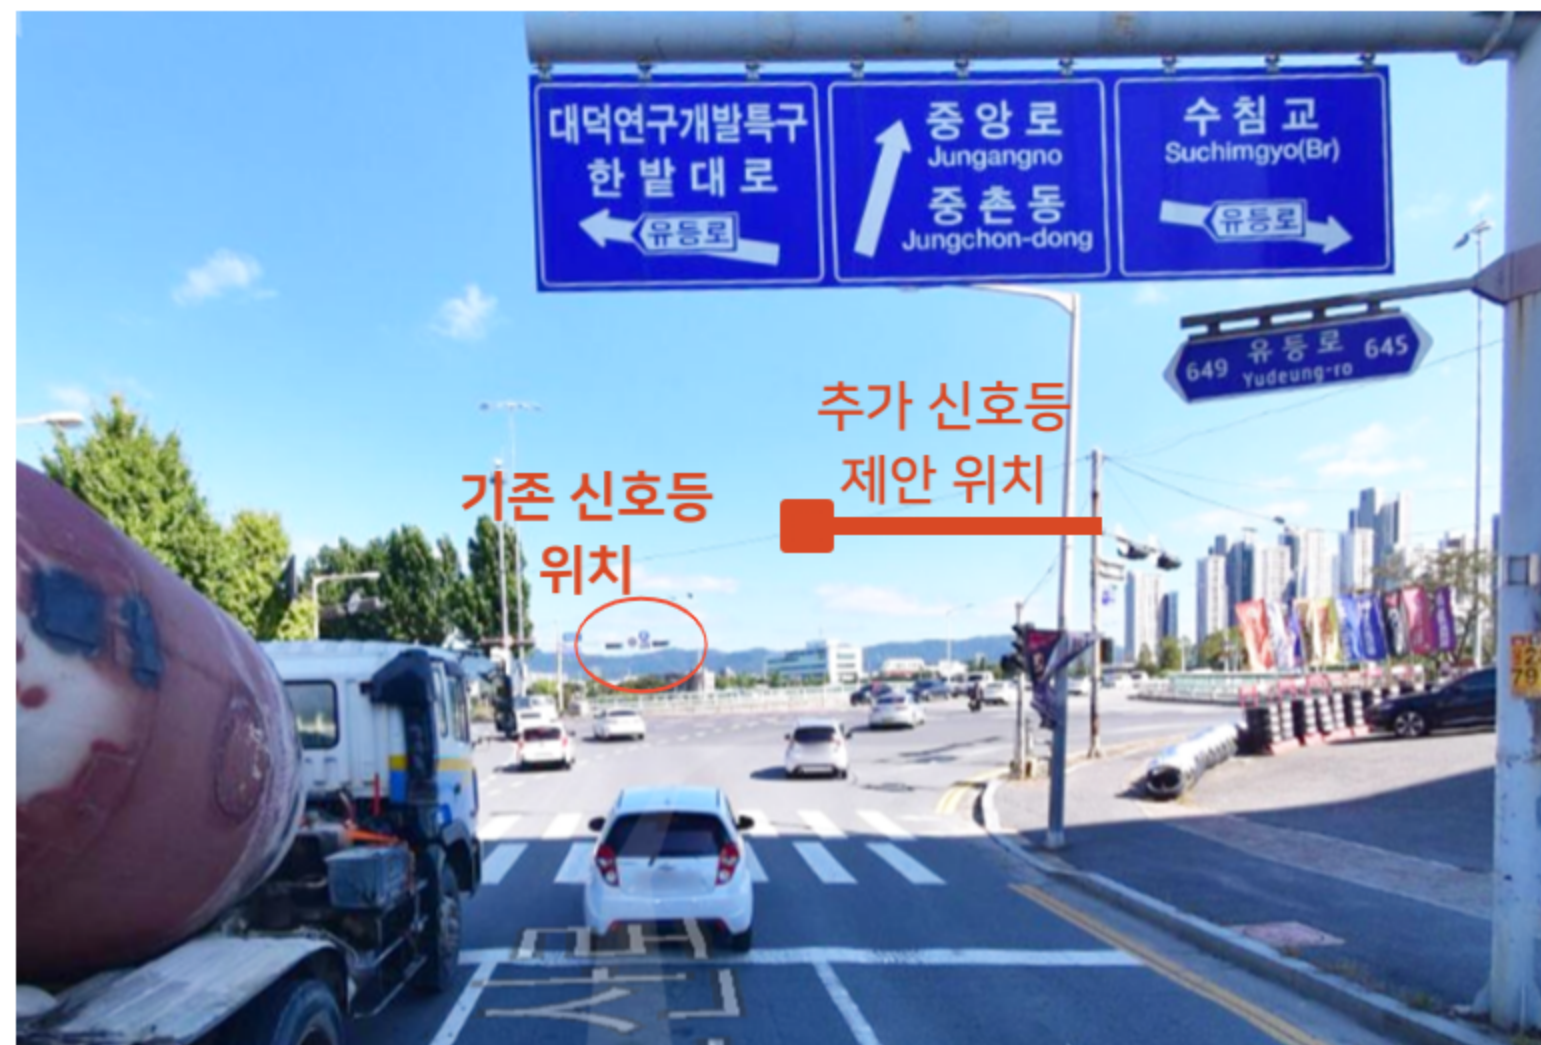 대덕연구개발특구
한밭대로
유등로
중앙로
Jungangno
중촌동
Jungchon-dong
수침교
Suchimgyo(Br)
유등로
649 유등로 645
Yudeung-ro
추가 신호등
제안 위치
기존 신호등
위치